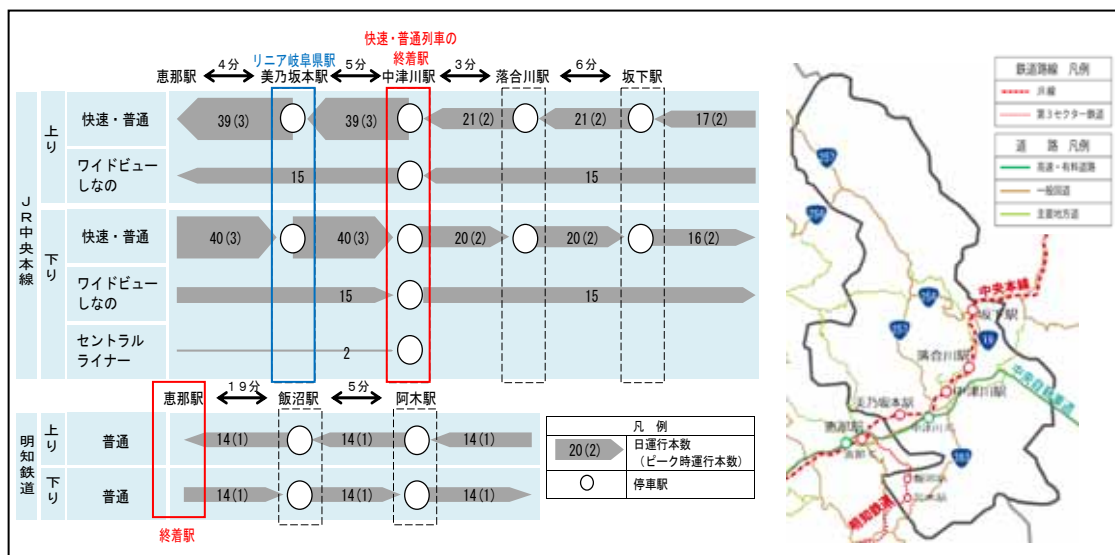 快速・普通列車の
終着駅
リニア岐阜県駅
恵那駅 4分 美乃坂本駅 5分 中津川駅 3分 落合川駅 6分 坂下駅
JR中央本線
上り
快速・普通
39(3) 39(3) 21(2) 21(2) 17(2)
ワイドビュー
しなの
15 15
下り
快速・普通
40(3) 40(3) 20(2) 20(2) 16(2)
ワイドビュー
しなの
15 15
セントラル
ライナー
2
恵那駅 19分 飯沼駅 5分 阿木駅
明知鉄道
上り
普通
14(1) 14(1) 14(1)
下り
普通
14(1) 14(1) 14(1)
終着駅
凡 例
20(2)
日運行本数
(ピーク時運行本数)
停車駅
鉄道路線 凡例
JR線
第3セクター鉄道
道 路 凡例
高速・有料道路
一般国道
主要地方道
257
256
中央本線
256
坂下駅
257
19
落合川駅
中央自動車道
中津川駅
美乃坂本駅
恵那駅
363
明知鉄道